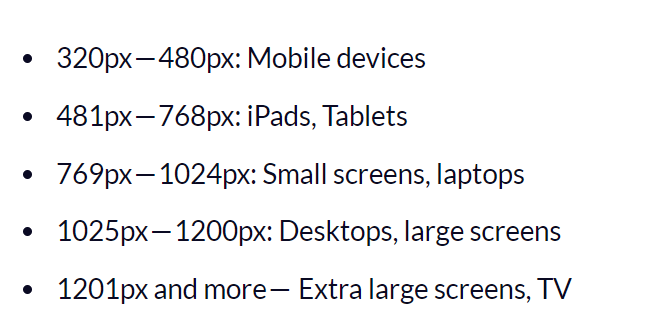 • 320px—480px: Mobile devices
• 481px—768px: iPads, Tablets
• 769px—1024px: Small screens, laptops
• 1025px—1200px: Desktops, large screens
• 1201px and more— Extra large screens, TV